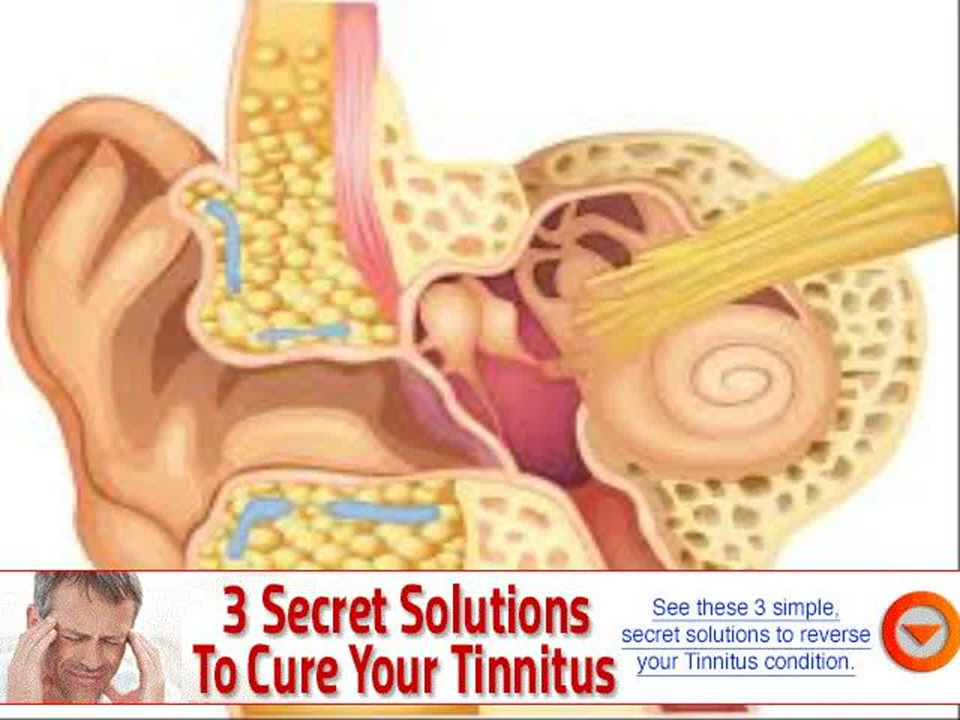 3 Secret Solutions
To Cure Your Tinnitus
See these 3 simple,
secret solutions to reverse
your Tinnitus condition.